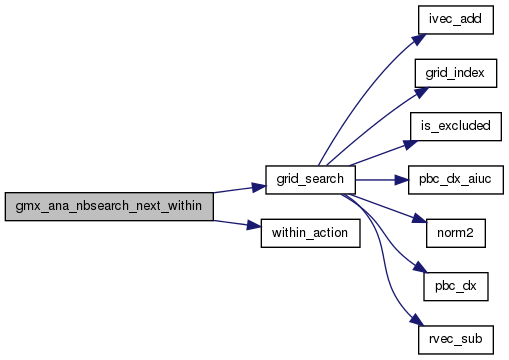 gmx_ana_nbsearch_next_within
grid_search
within_action
ivec_add
grid_index
is_excluded
pbc_dx_aiuc
norm2
pbc_dx
rvec_sub